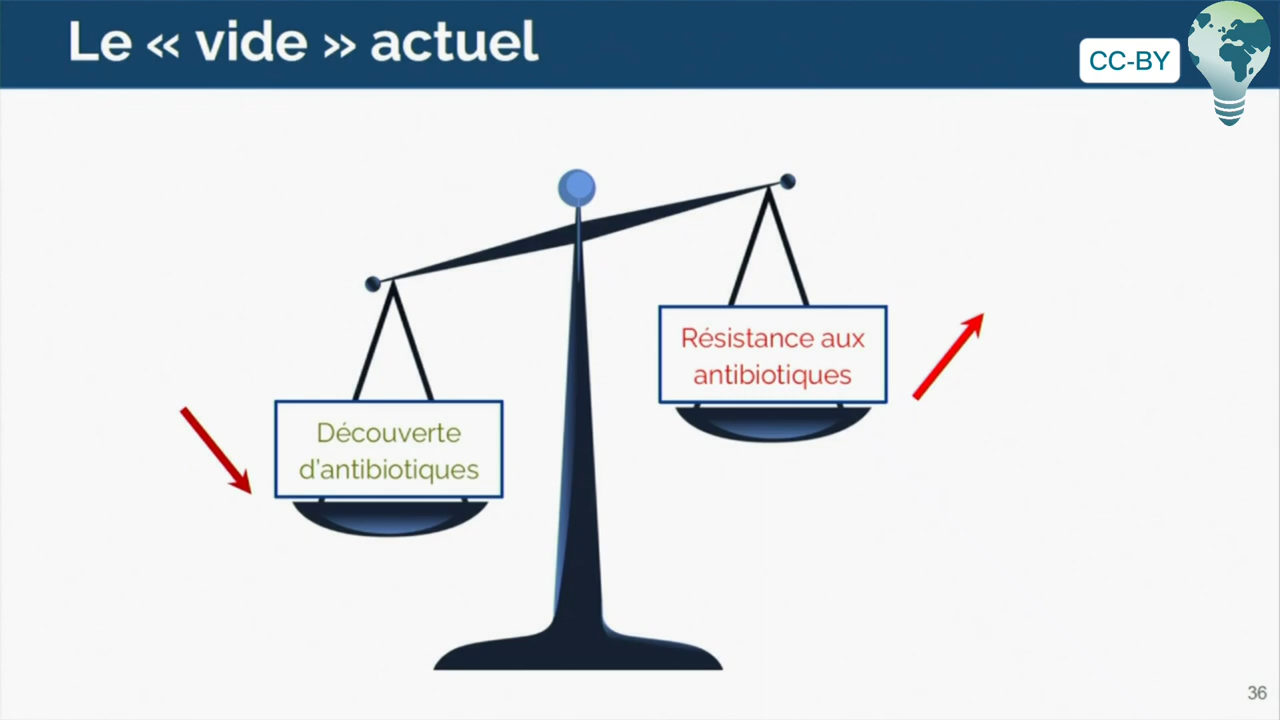 Le « vide » actuel
CC-BY
Résistance aux
antibiotiques
Découverte
d'antibiotiques
36